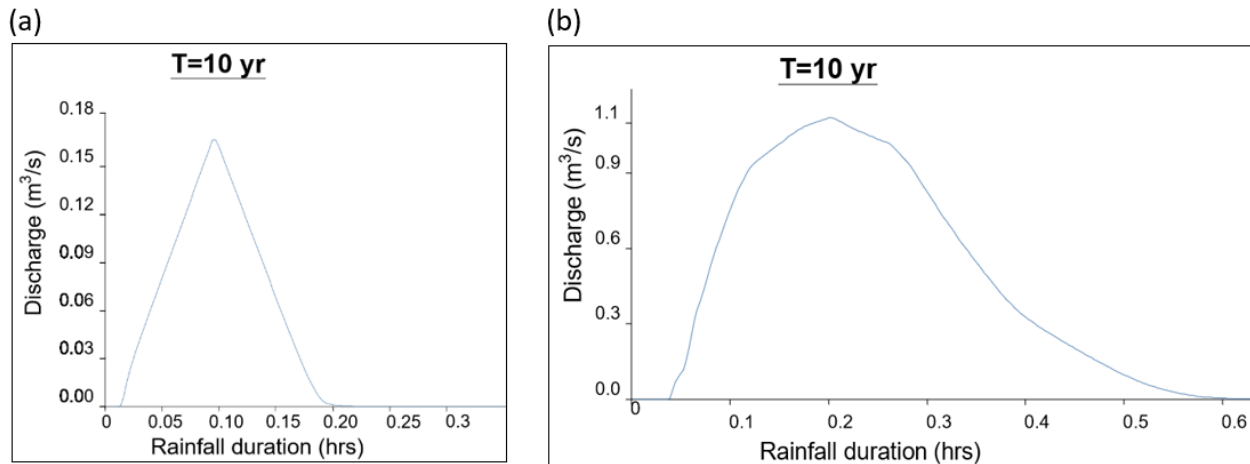 (a)
T=10 yr
Discharge (m³/s)
0.18
0.15
0.12
0.09
0.06
0.03
0.00
0 0.05 0.10 0.15 0.20 0.25 0.3
Rainfall duration (hrs)
(b)
T=10 yr
Discharge (m³/s)
1.1
0.9
0.6
0.3
0.0
0 0.1 0.2 0.3 0.4 0.5 0.6
Rainfall duration (hrs)